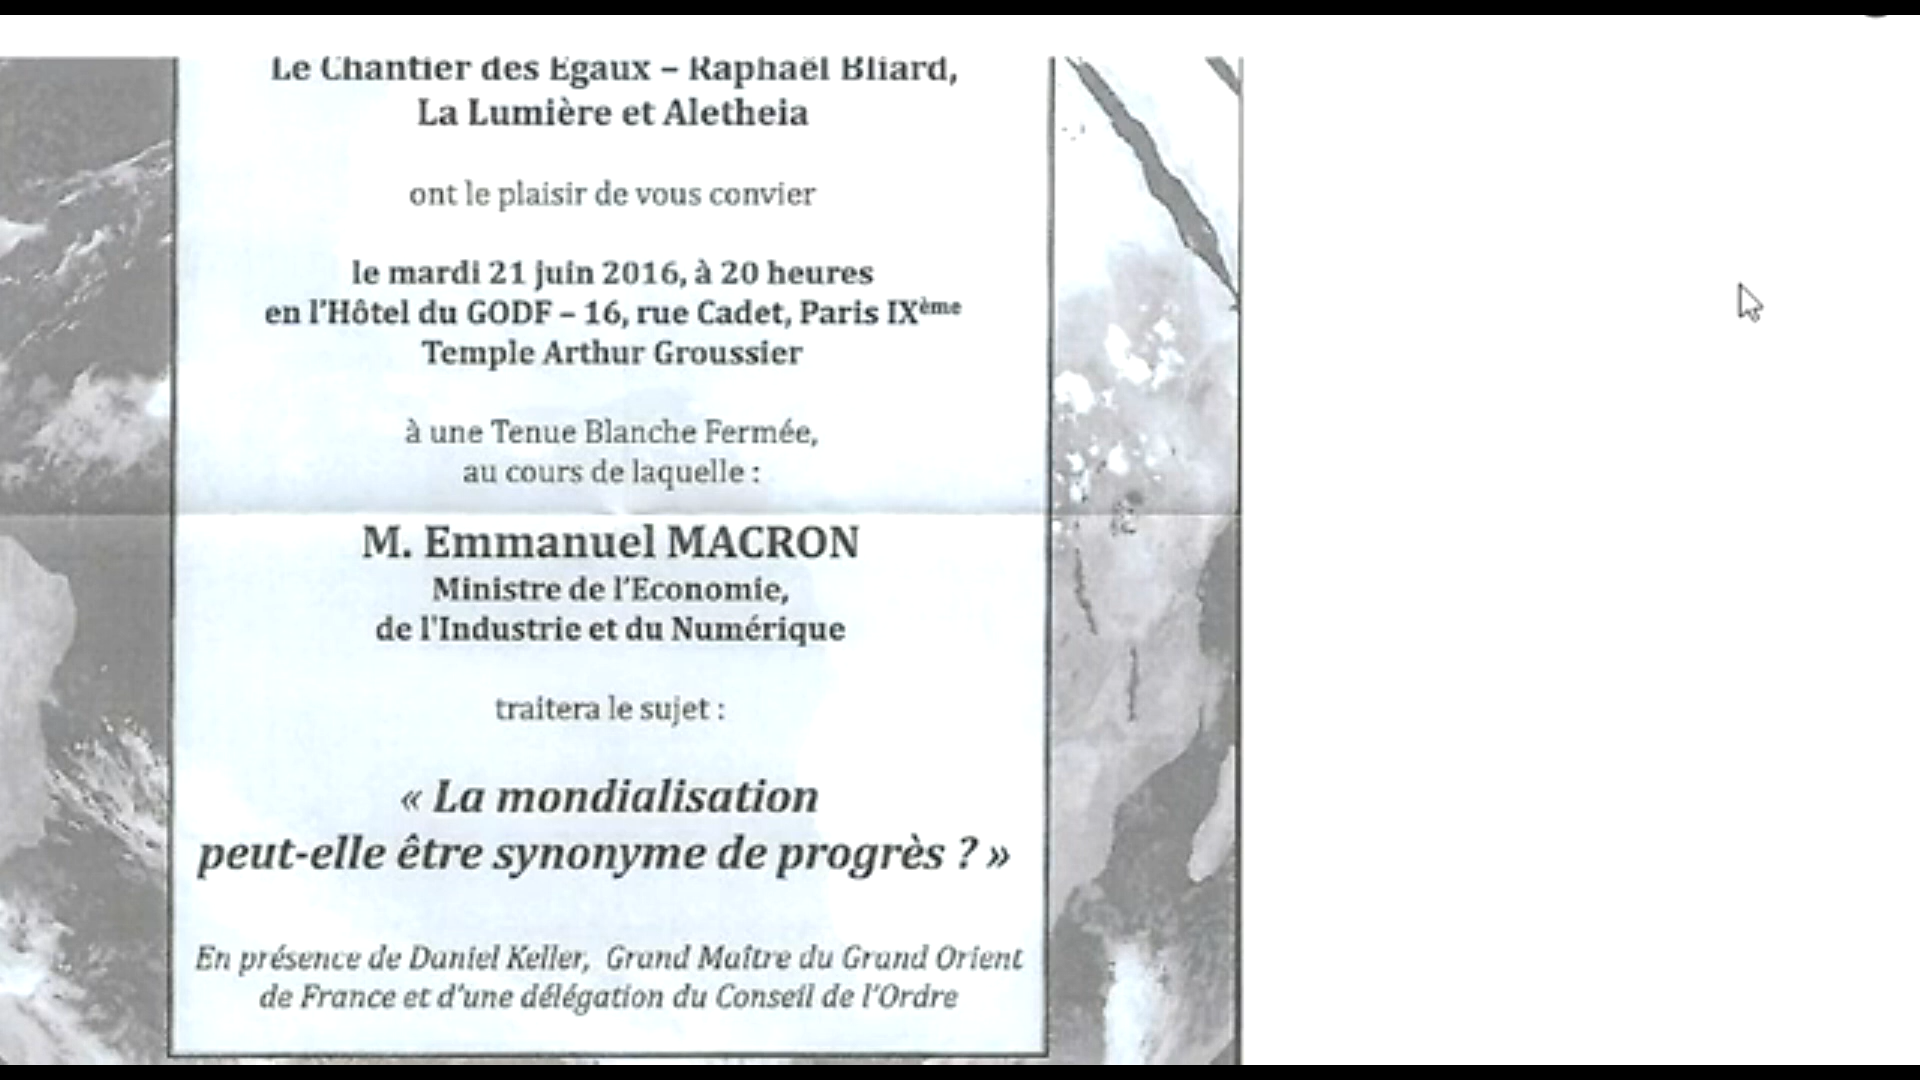 Le Chantier des Egaux – Raphaël Bliard,
La Lumière et Aletheia
ont le plaisir de vous convier
le mardi 21 juin 2016, à 20 heures
en l'Hôtel du GODF – 16, rue Cadet, Paris IXème
Temple Arthur Groussier
à une Tenue Blanche Fermée,
au cours de laquelle :
M. Emmanuel MACRON
Ministre de l'Economie,
de l'Industrie et du Numérique
traitera le sujet :
« La mondialisation
peut-elle être synonyme de progrès ? »
En présence de Daniel Keller, Grand Maître du Grand Orient
de France et d'une délégation du Conseil de l'Ordre